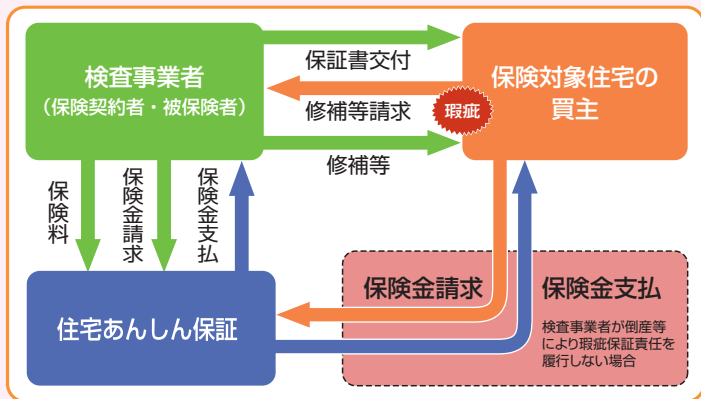 検査事業者
（保険契約者・被保険者）
保証書交付
修補等請求
修補等
瑕疵
保険対象住宅の
買主
保険料
保険金請求
保険金支払
住宅あんしん保証
保険金請求
保険金支払
検査事業者が倒産等
により瑕疵保証責任を
履行しない場合